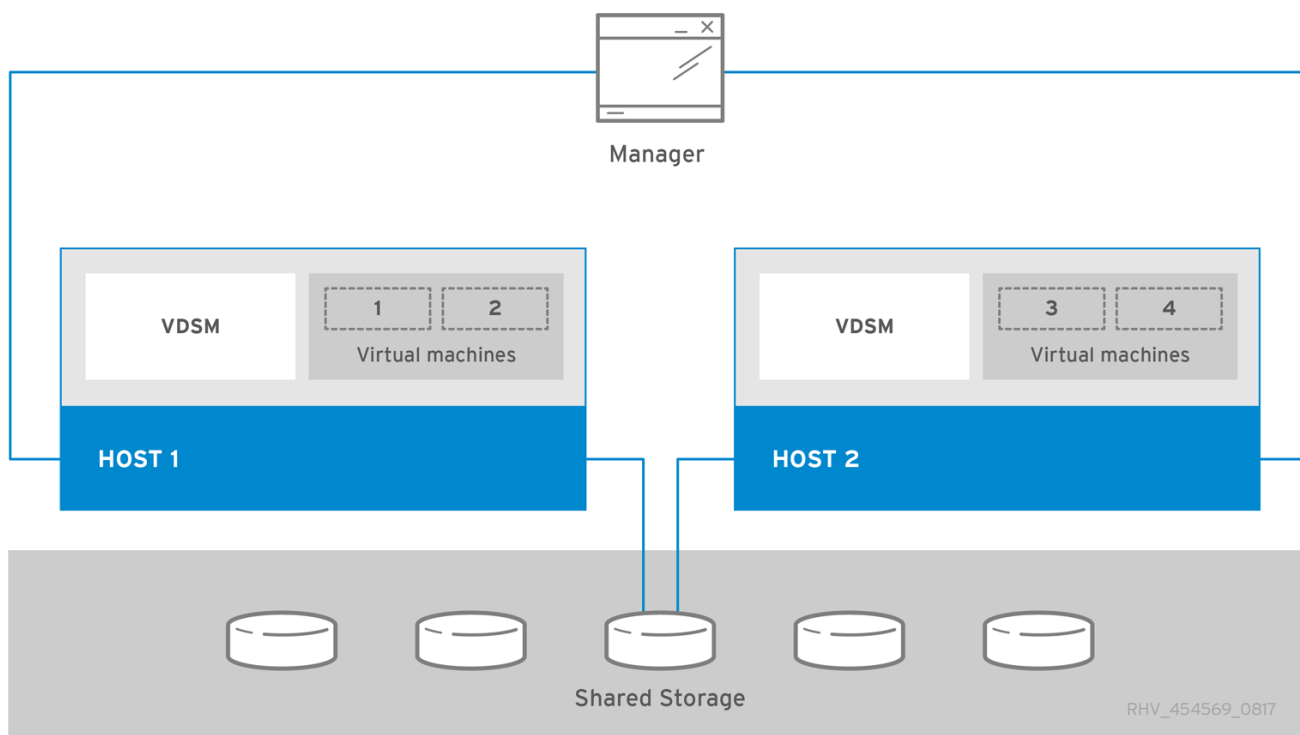 Manager
VDSM
1
2
Virtual machines
HOST 1
VDSM
3
4
Virtual machines
HOST 2
Shared Storage
RHV_454569_0817